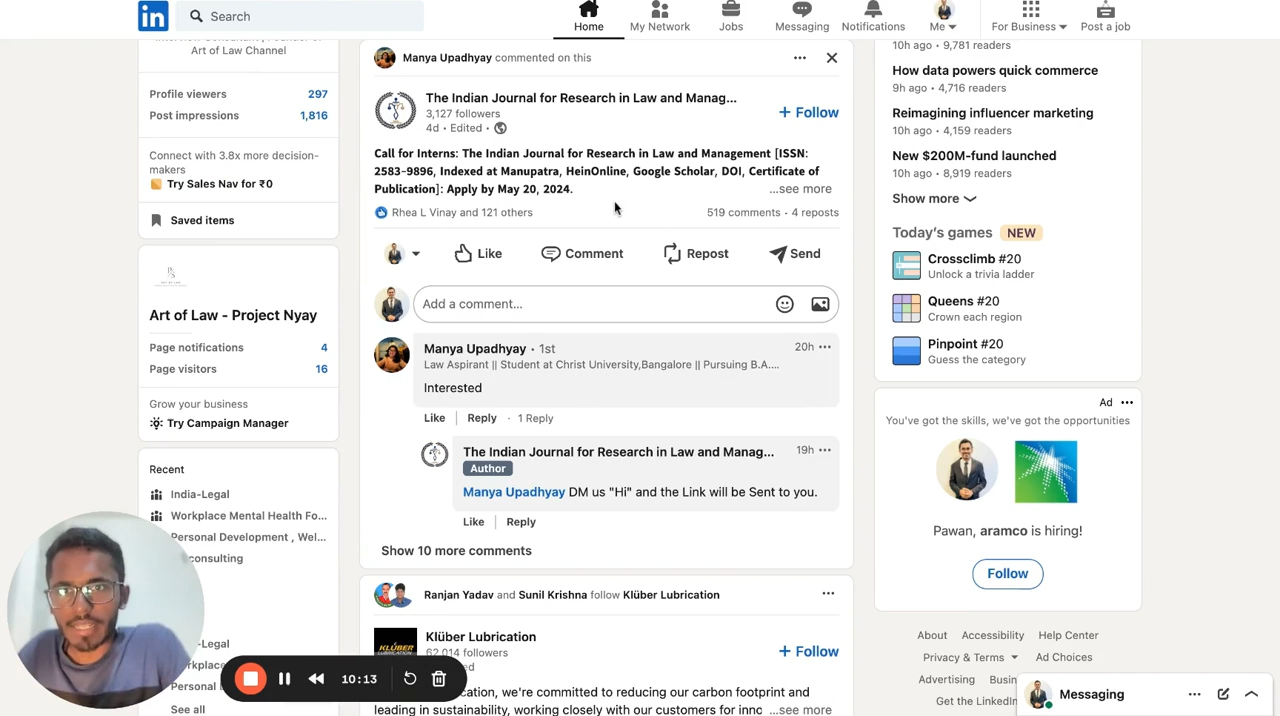 in
Search
Home
My Network
Jobs
Messaging
Notifications
Me
For Business
Post a job
Art of Law Channel
Profile viewers 297
Post impressions 1,816
Connect with 3.8x more decision-
makers
Try Sales Nav for ₹0
Saved items
Art of Law - Project Nyay
Page notifications 4
Page visitors 16
Grow your business
Try Campaign Manager
Recent
India-Legal
Workplace Mental Health Fo...
Personal Development , Wel...
consulting
-Legal
Personal
See all
10:13
Manya Upadhyay commented on this
The Indian Journal for Research in Law and Manag...
3,127 followers
4d • Edited •
+ Follow
Call for Interns: The Indian Journal for Research in Law and Management [ISSN:
2583-9896, Indexed at Manupatra, HeinOnline, Google Scholar, DOI, Certificate of
Publication]: Apply by May 20, 2024. ...see more
Rhea L Vinay and 121 others 519 comments • 4 reposts
Like Comment Repost Send
Add a comment...
Manya Upadhyay • 1st 20h
Law Aspirant || Student at Christ University,Bangalore || Pursuing B.A....
Interested
Like Reply · 1 Reply
The Indian Journal for Research in Law and Manag... 19h
Author
Manya Upadhyay DM us "Hi" and the Link will be Sent to you.
Like Reply
Show 10 more comments
Ranjan Yadav and Sunil Krishna follow Klüber Lubrication
KLÜBER
LUBRICATION
Klüber Lubrication
62,014 followers
+ Follow
cation, we're committed to reducing our carbon footprint and
leading in sustainability, working closely with our customers for inno ...see more
10h ago • 9,781 readers
How data powers quick commerce
9h ago • 4,716 readers
Reimagining influencer marketing
10h ago • 4,159 readers
New $200M-fund launched
10h ago • 8,919 readers
Show more
Today's games NEW
Crossclimb #20
Unlock a trivia ladder
Queens #20
Crown each region
Pinpoint #20
Guess the category
Ad
You've got the skills, we've got the opportunities
Pawan, aramco is hiring!
Follow
About Accessibility Help Center
Privacy & Terms Ad Choices
Advertising
Get the LinkedIn
Messaging